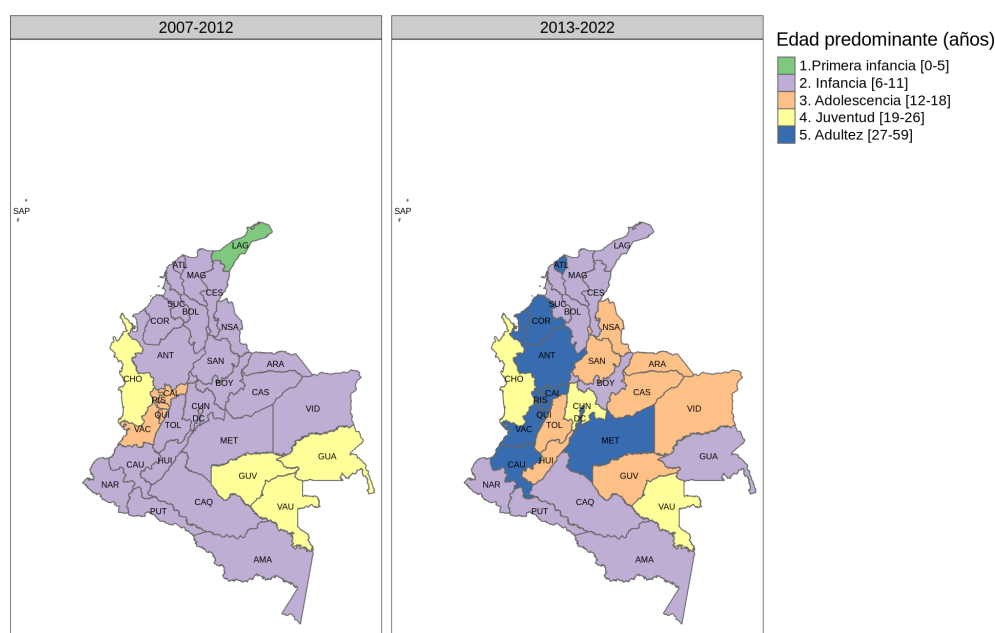 2007-2012
2013-2022
Edad predominante (años)
1.Primera infancia [0-5]
2. Infancia [6-11]
3. Adolescencia [12-18]
4. Juventud [19-26]
5. Adultez [27-59]
SAP
LAG
ATL
MAG
CES
SUC
BOL
COR
NSA
ANT
SAN
ARA
CHO
BOY
CAL
CAS
RIS
CUN
VID
QUI
DC
TOL
VAC
MET
GUA
HUI
CAU
GUV
NAR
CAQ
VAU
PUT
AMA
SAP
LAG
ATL
MAG
CES
SUC
BOL
COR
NSA
ANT
SAN
ARA
CHO
BOY
CAL
CAS
RIS
CUN
VID
QUI
DC
TOL
VAC
MET
GUA
HUI
CAU
GUV
NAR
CAQ
VAU
PUT
AMA